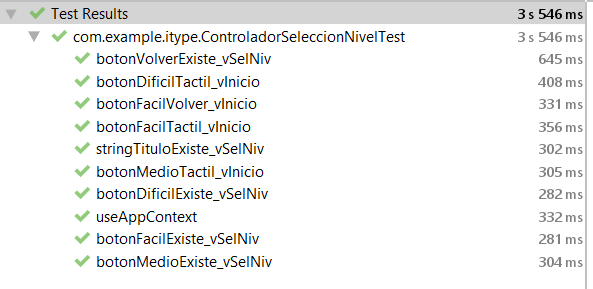 Test Results 3 s 546 ms
com.example.itype.ControladorSeleccionNivelTest 3 s 546 ms
botonVolverExiste_vSelNiv 645 ms
botonDificilTactil_vInicio 408 ms
botonFacilVolver_vInicio 331 ms
botonFacilTactil_vInicio 356 ms
stringTituloExiste_vSelNiv 302 ms
botonMedioTactil_vInicio 305 ms
botonDificilExiste_vSelNiv 282 ms
useAppContext 332 ms
botonFacilExiste_vSelNiv 281 ms
botonMedioExiste_vSelNiv 304 ms